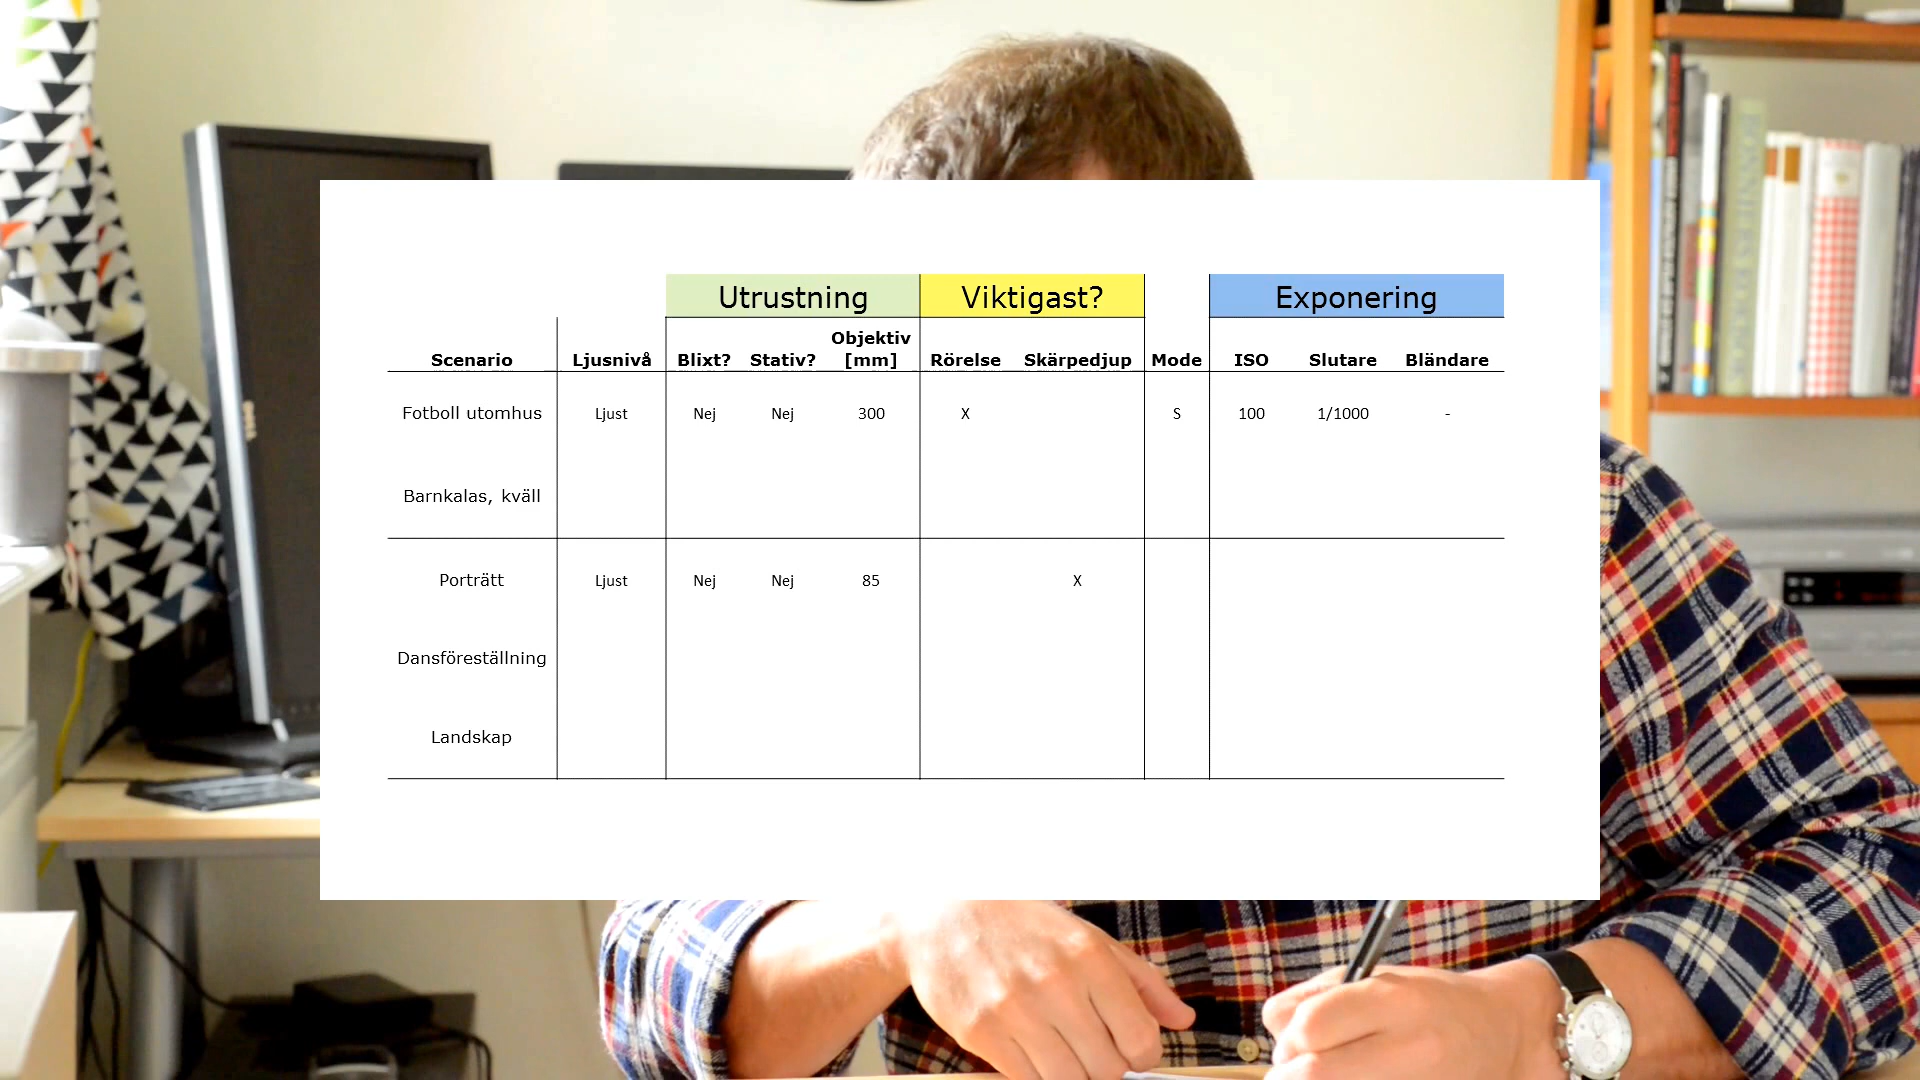 Utrustning Viktigast? Exponering
Scenario Ljusnivå Blixt? Stativ? Objektiv [mm] Rörelse Skärpedjup Mode ISO Slutare Bländare
Fotboll utomhus Ljust Nej Nej 300 X S 100 1/1000 -
Barnkalas, kväll
Porträtt Ljust Nej Nej 85 X
Dansföreställning
Landskap